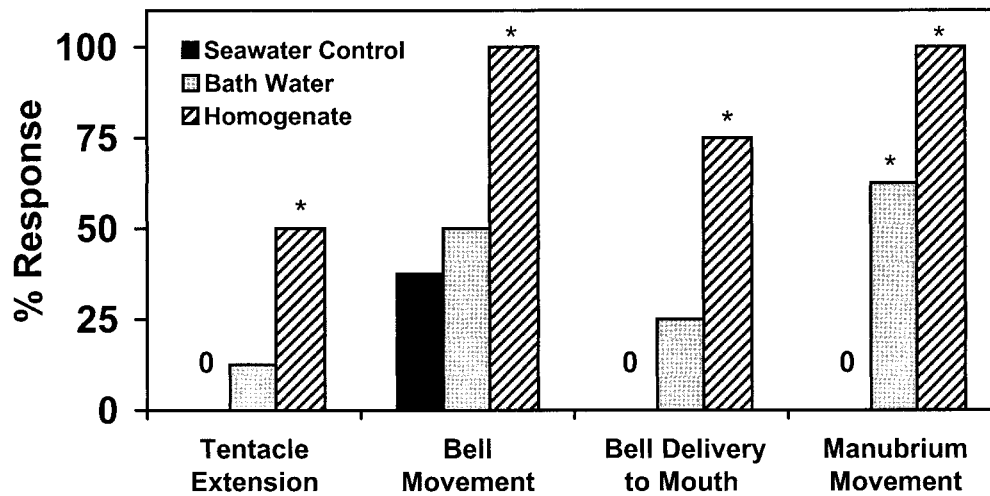 % Response
100
75
50
25
0
Seawater Control
Bath Water
Homogenate
0
*
*
0
*
0
*
*
Tentacle
Extension
Bell
Movement
Bell Delivery
to Mouth
Manubrium
Movement